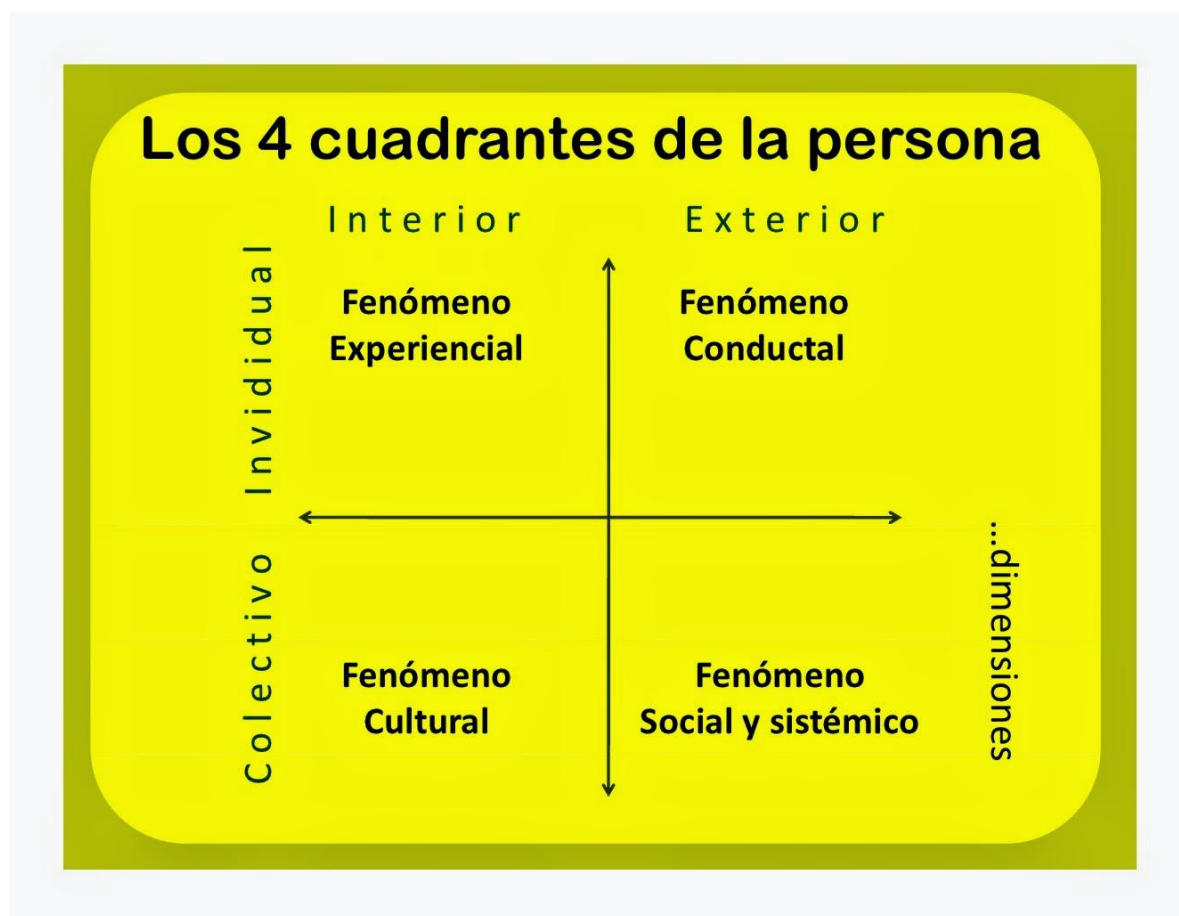 Los 4 cuadrantes de la persona
Interior
Exterior
Invididual
Fenómeno
Experiencial
Fenómeno
Conductal
Colectivo
Fenómeno
Cultural
Fenómeno
Social y sistémico
...dimensiones